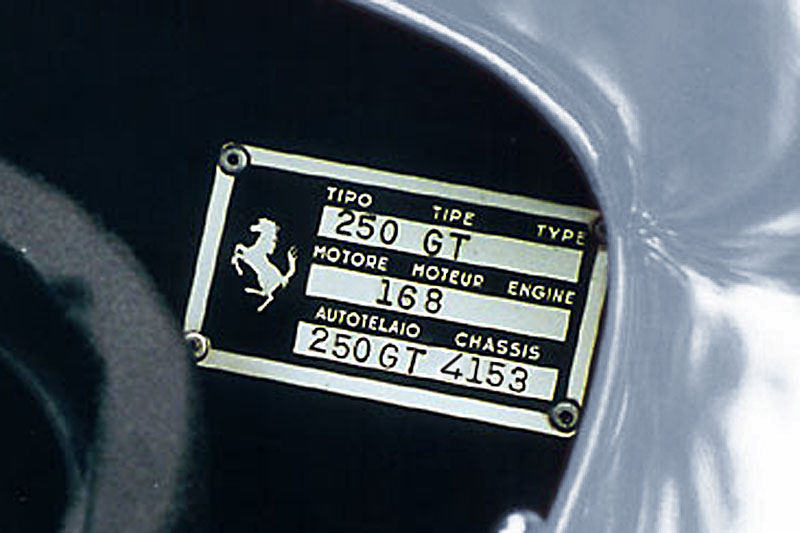 TIPO TIPE TYPE
250 GT
MOTORE MOTEUR ENGINE
168
AUTOTELAIO CHASSIS
250GT 4153